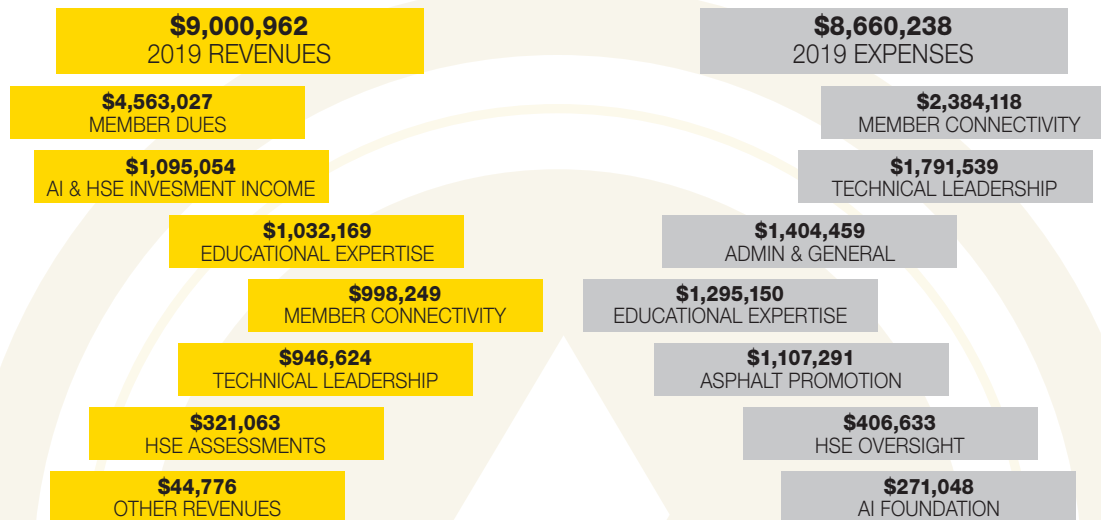 $9,000,962
2019 REVENUES
$4,563,027
MEMBER DUES
$1,095,054
AI & HSE INVESMENT INCOME
$1,032,169
EDUCATIONAL EXPERTISE
$998,249
MEMBER CONNECTIVITY
$946,624
TECHNICAL LEADERSHIP
$321,063
HSE ASSESSMENTS
$44,776
OTHER REVENUES
$8,660,238
2019 EXPENSES
$2,384,118
MEMBER CONNECTIVITY
$1,791,539
TECHNICAL LEADERSHIP
$1,404,459
ADMIN & GENERAL
$1,295,150
EDUCATIONAL EXPERTISE
$1,107,291
ASPHALT PROMOTION
$406,633
HSE OVERSIGHT
$271,048
AI FOUNDATION